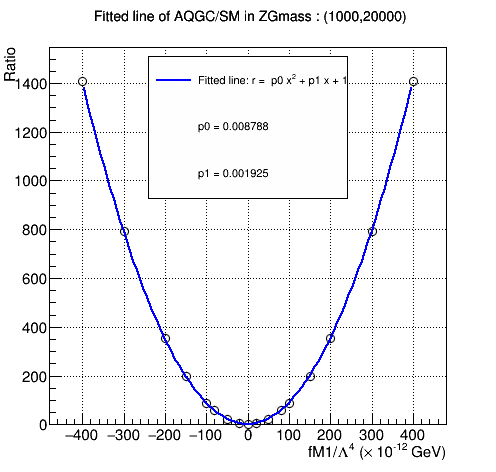 Fitted line of AQGC/SM in ZGmass : (1000,20000)
Ratio
Fitted line: r = p0 x² + p1 x + 1
p0 = 0.008788
p1 = 0.001925
1400
1200
1000
800
600
400
200
0
−400 −300 −200 −100 0 100 200 300 400
fM1/Λ⁴ (× 10⁻¹² GeV)